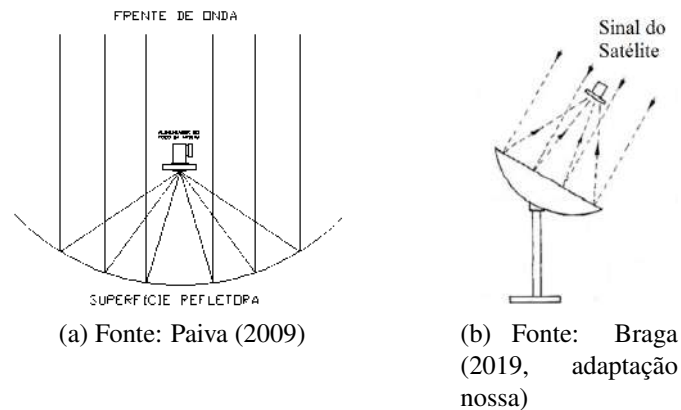 FRENTE DE ONDA
SUPERFÍCIE REFLETORA
(a) Fonte: Paiva (2009)
Sinal do
Satélite
(b) Fonte: Braga
(2019, adaptação
nossa)